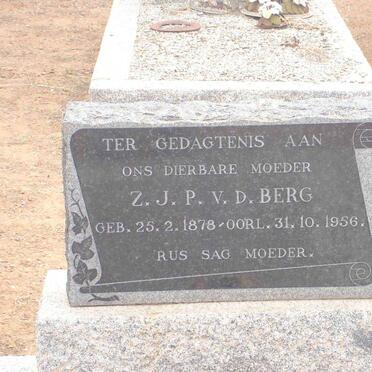 TER GEDAGTENIS AAN
ONS DIERBARE MOEDER
Z. J. P. V. D. BERG
GEB. 25. 2. 1878 - OORL. 31. 10. 1956.
RUS SAG MOEDER.